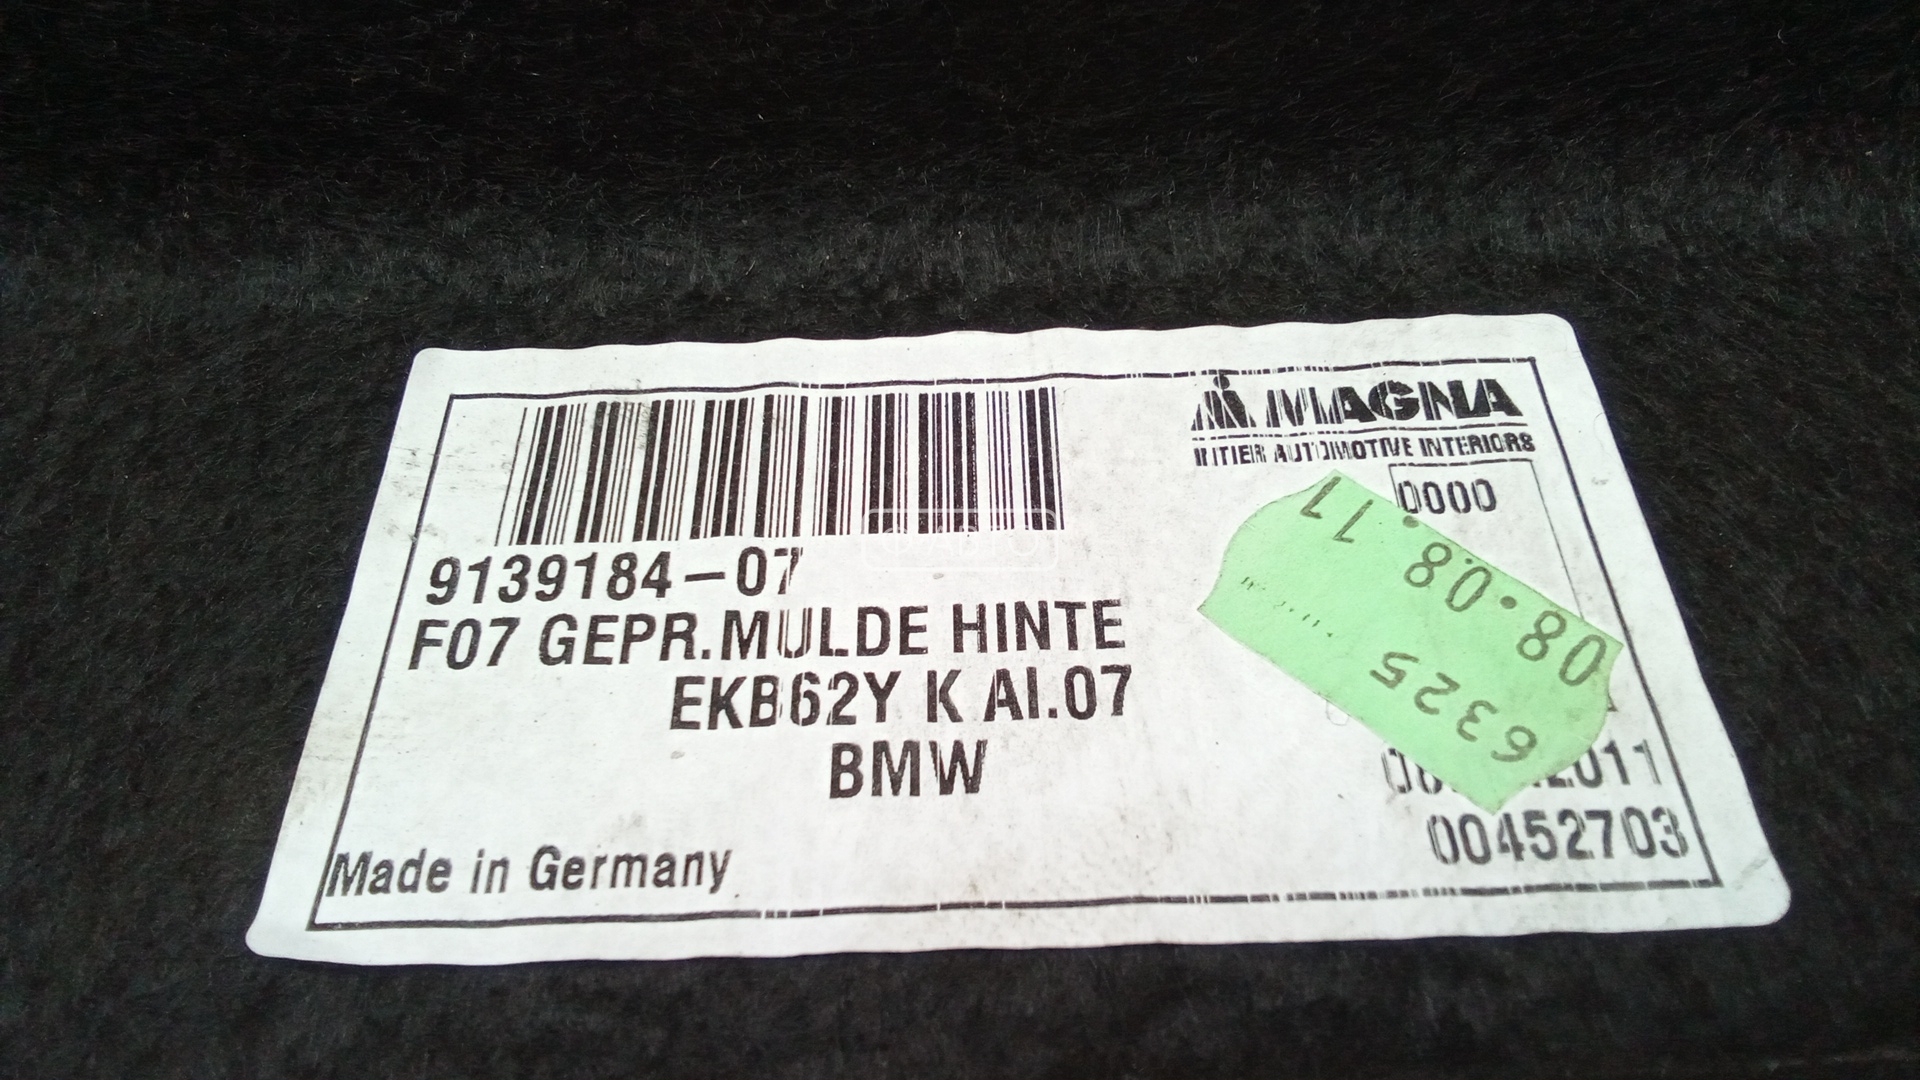 MAGNA
INTIER AUTOMOTIVE INTERIORS
0000
9139184-07
F07 GEPR.MULDE HINTE
EKB62Y K AI.07
BMW
Made in Germany
00452703
08.08.11
6325